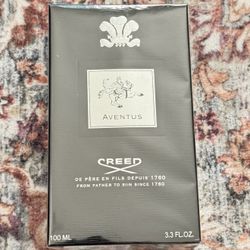 AVENTUS
CREED
DE PÈRE EN FILS DEPUIS 1760
FROM FATHER TO SON SINCE 1760
100 ML
3.3 FL.OZ.